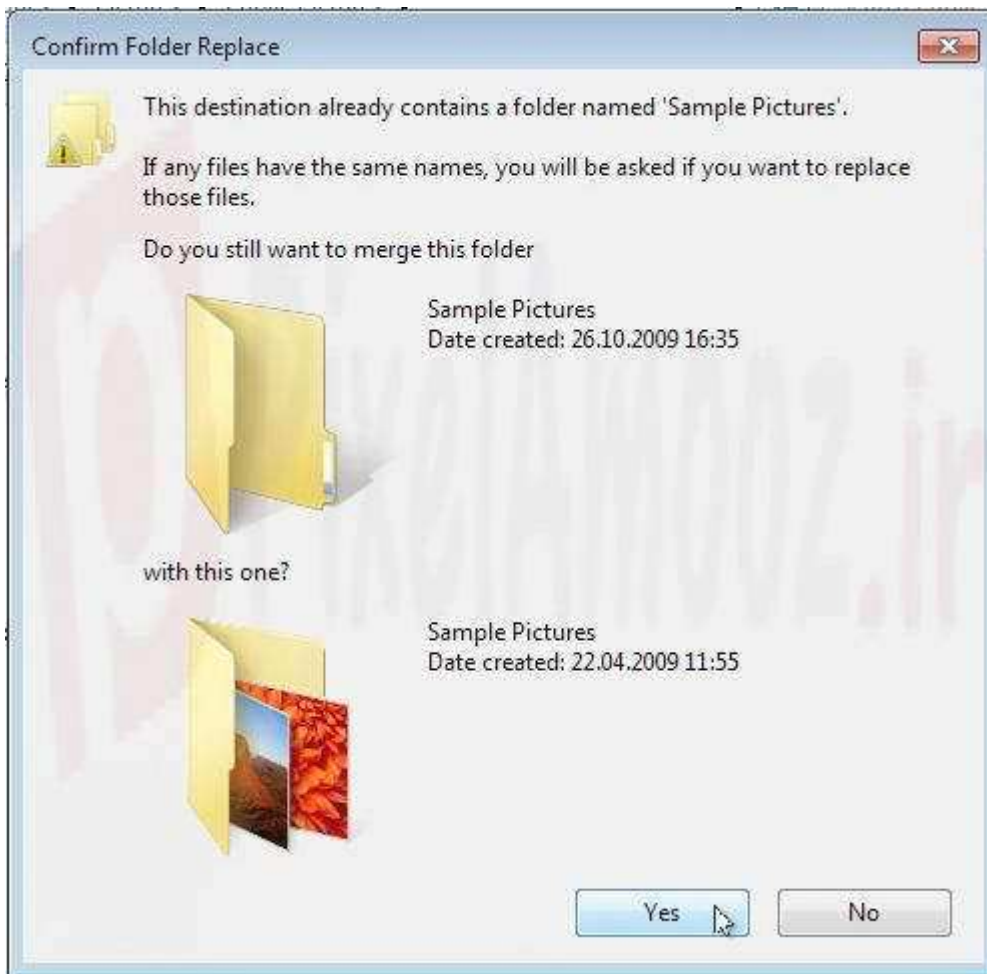 Confirm Folder Replace
This destination already contains a folder named 'Sample Pictures'.
If any files have the same names, you will be asked if you want to replace
those files.
Do you still want to merge this folder
Sample Pictures
Date created: 26.10.2009 16:35
with this one?
Sample Pictures
Date created: 22.04.2009 11:55
Yes
No
PixelAmooz.ir